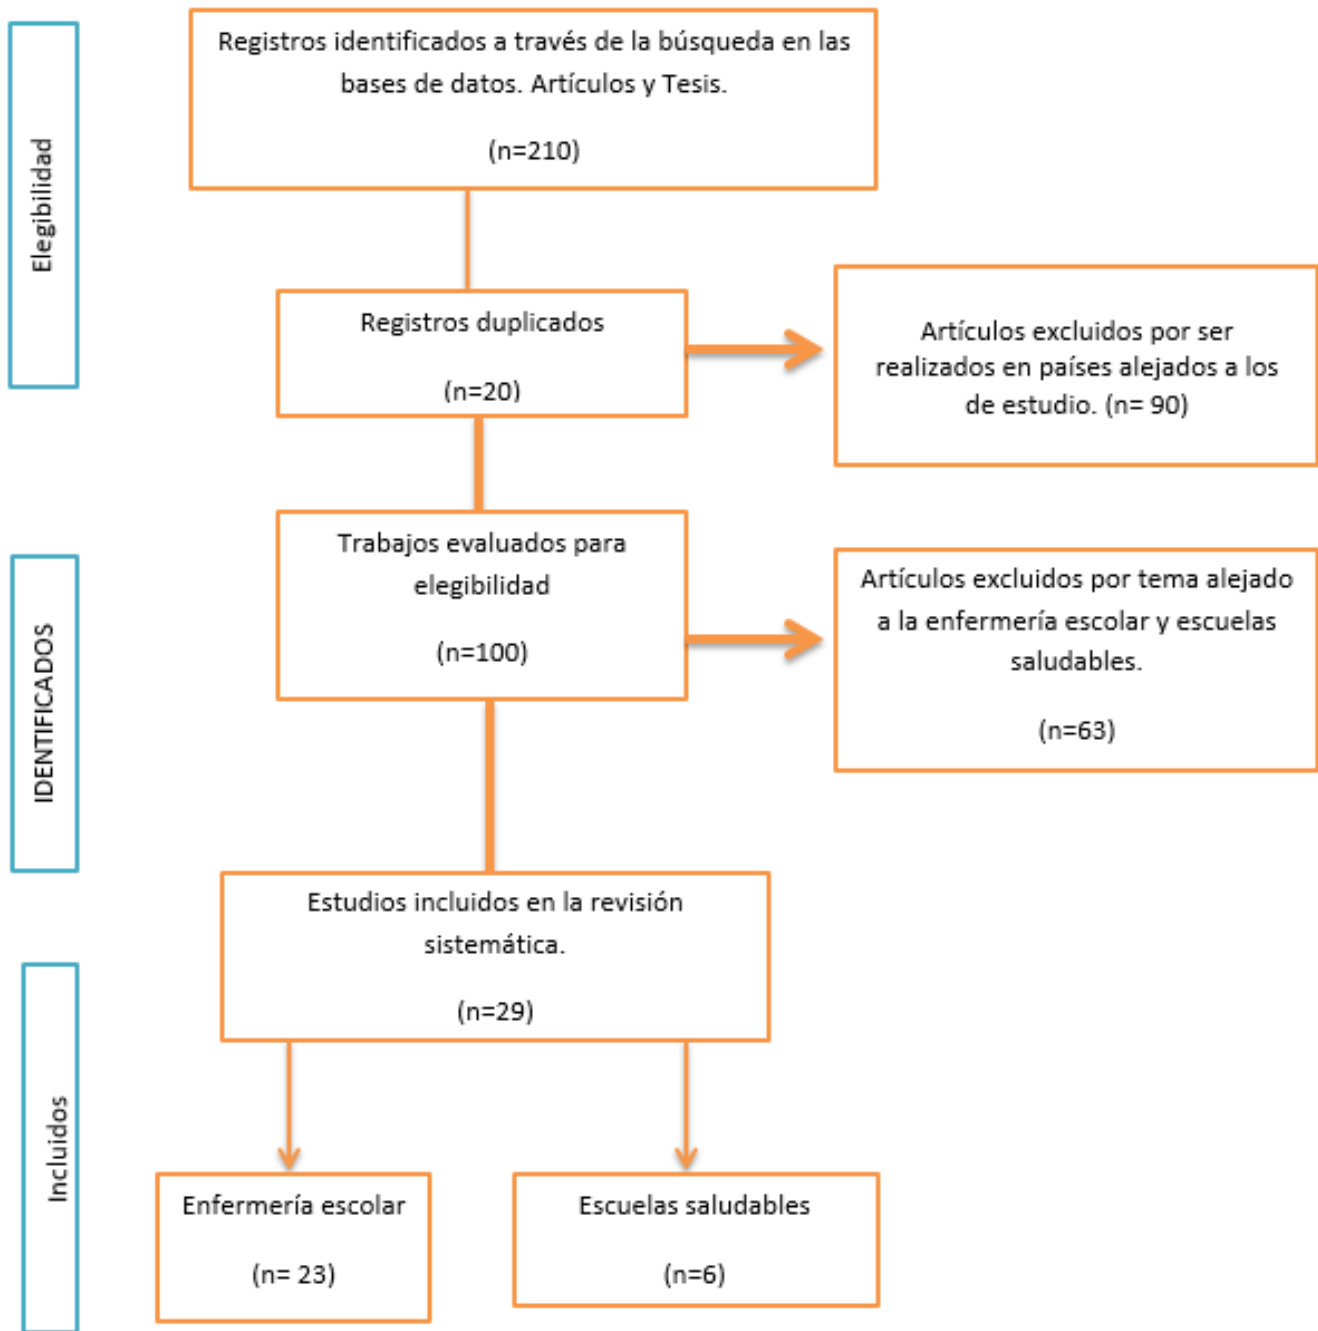 Elegibilidad
Registros identificados a través de la búsqueda en las
bases de datos. Artículos y Tesis.
(n=210)
Registros duplicados
(n=20)
Artículos excluidos por ser
realizados en países alejados a los
de estudio. (n= 90)
IDENTIFICADOS
Trabajos evaluados para
elegibilidad
(n=100)
Artículos excluidos por tema alejado
a la enfermería escolar y escuelas
saludables.
(n=63)
Estudios incluidos en la revisión
sistemática.
(n=29)
Incluidos
Enfermería escolar
(n= 23)
Escuelas saludables
(n=6)